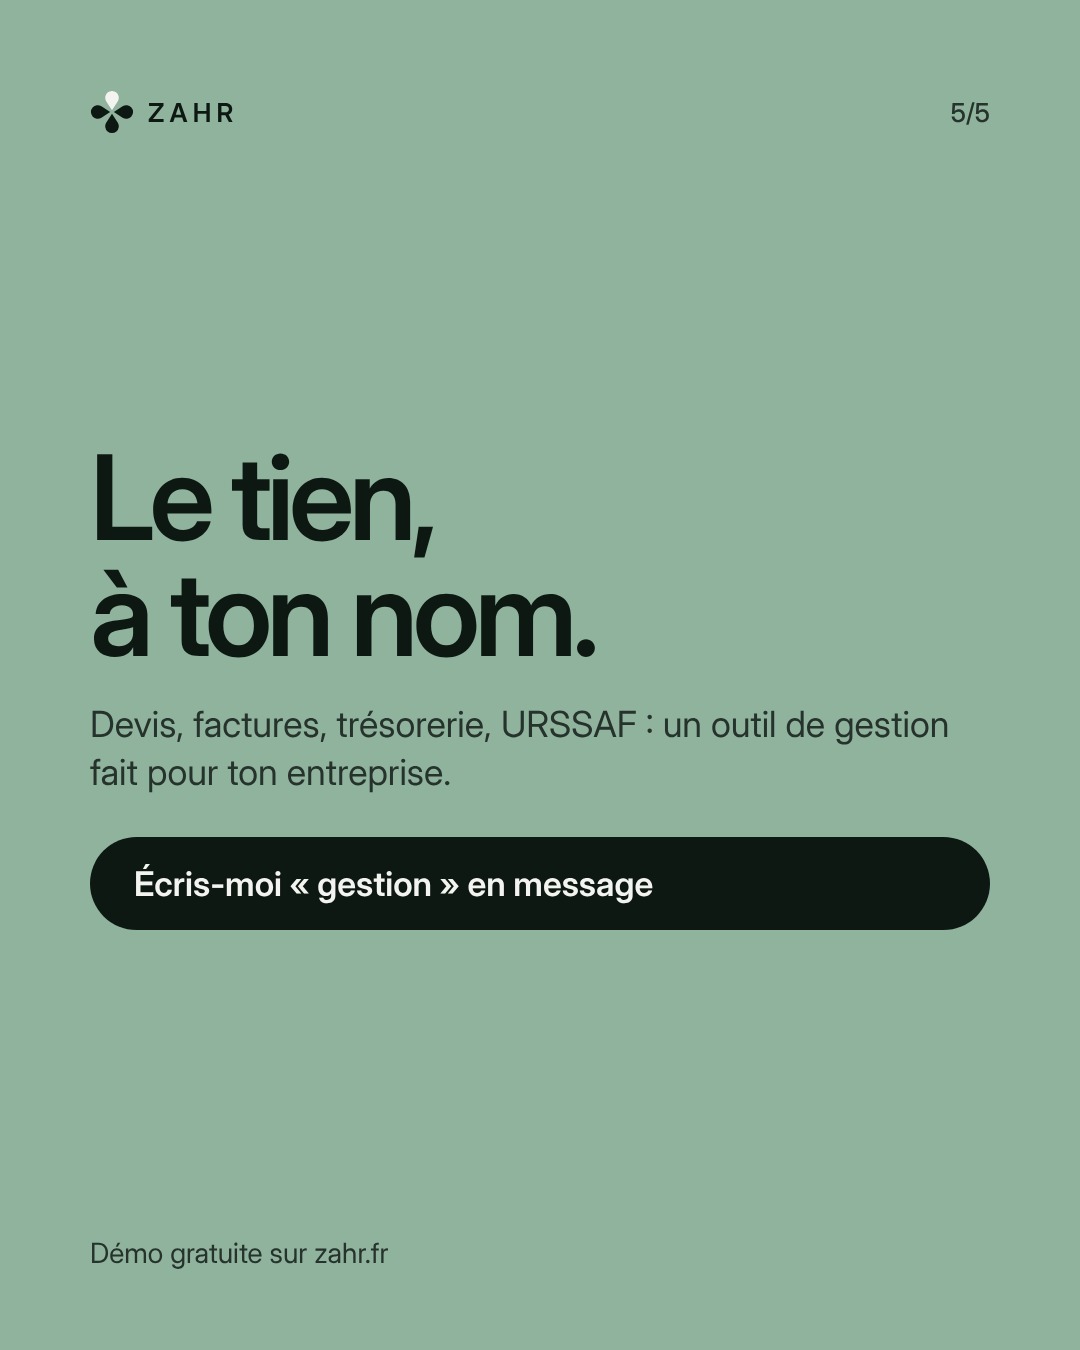 ZAHR
5/5
Le tien,
à ton nom.
Devis, factures, trésorerie, URSSAF : un outil de gestion
fait pour ton entreprise.
Écris-moi « gestion » en message
Démo gratuite sur zahr.fr